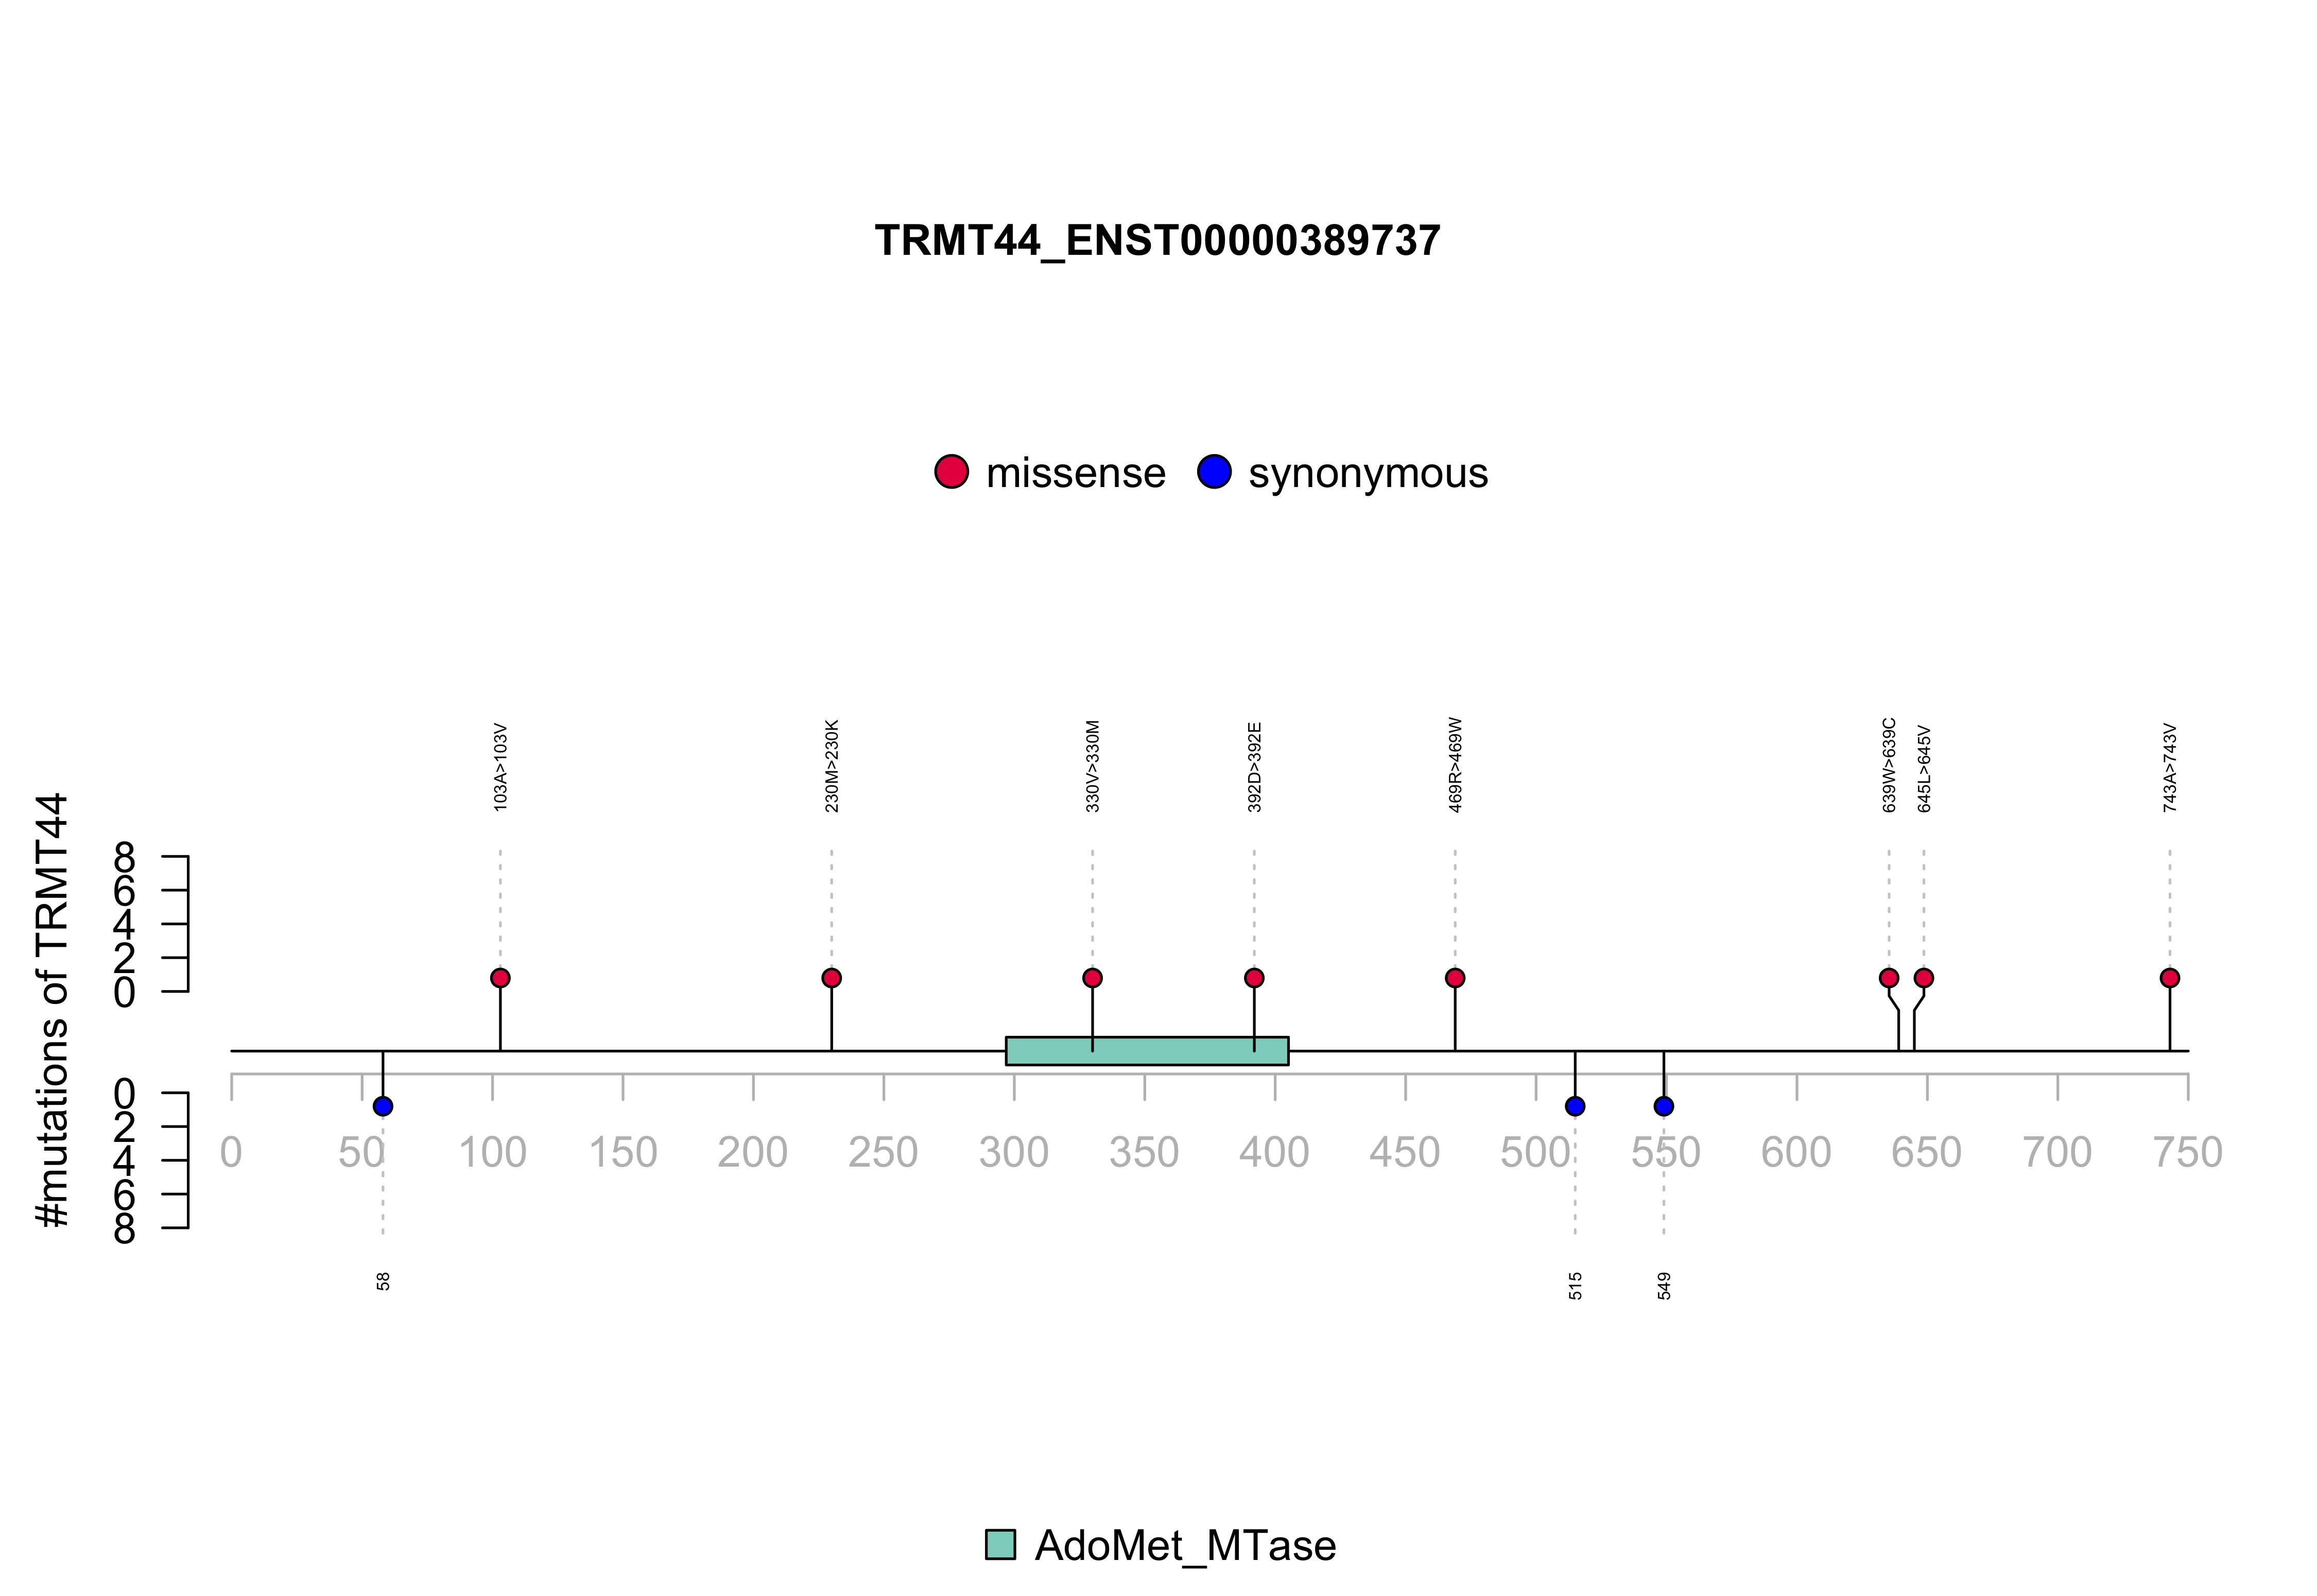 TRMT44_ENST00000389737
missense synonymous
103A>103V 230M>230K 330V>330M 392D>392E 469R>469W 639W>639C 645L>645V 743A>743V
#mutations of TRMT44
8
6
4
2
0
0
2
4
6
8
0 50 100 150 200 250 300 350 400 450 500 550 600 650 700 750
58 515 549
AdoMet_MTase